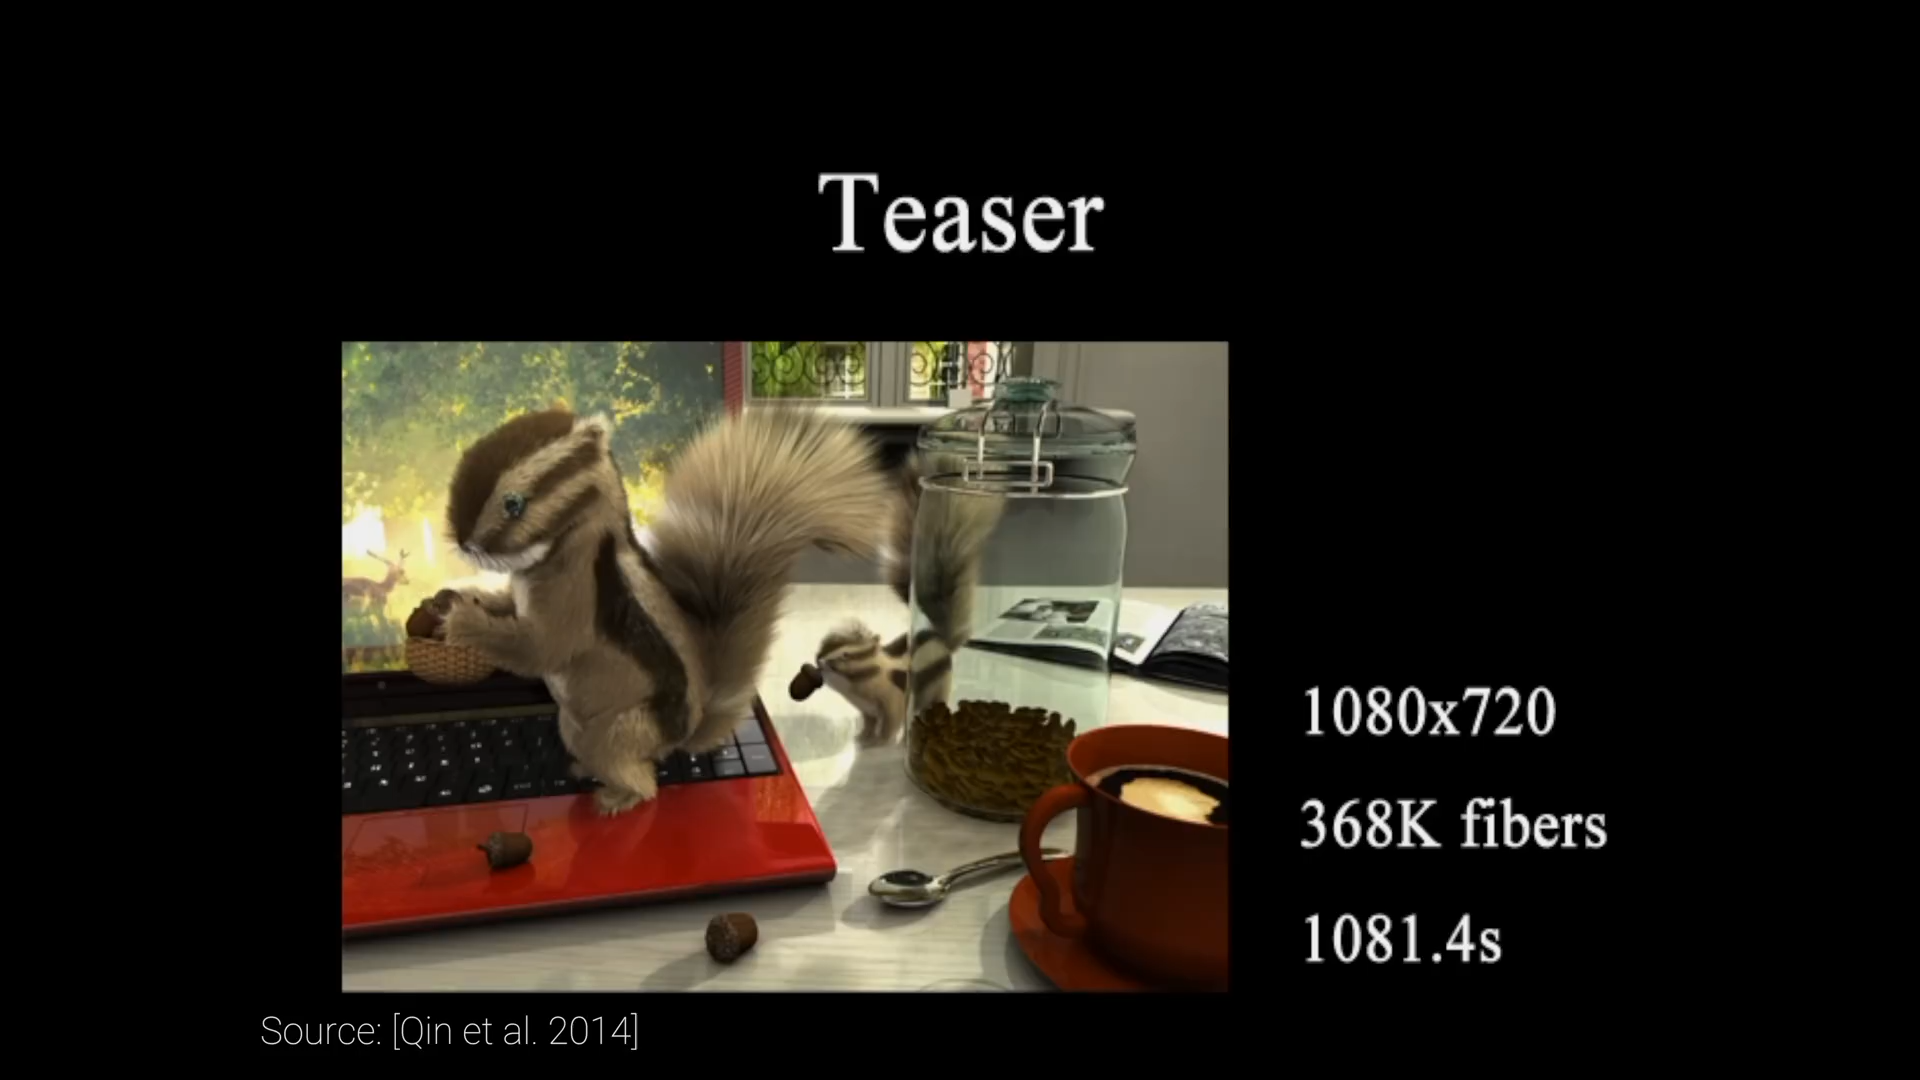 Teaser
1080x720
368K fibers
1081.4s
Source: [Qin et al. 2014]